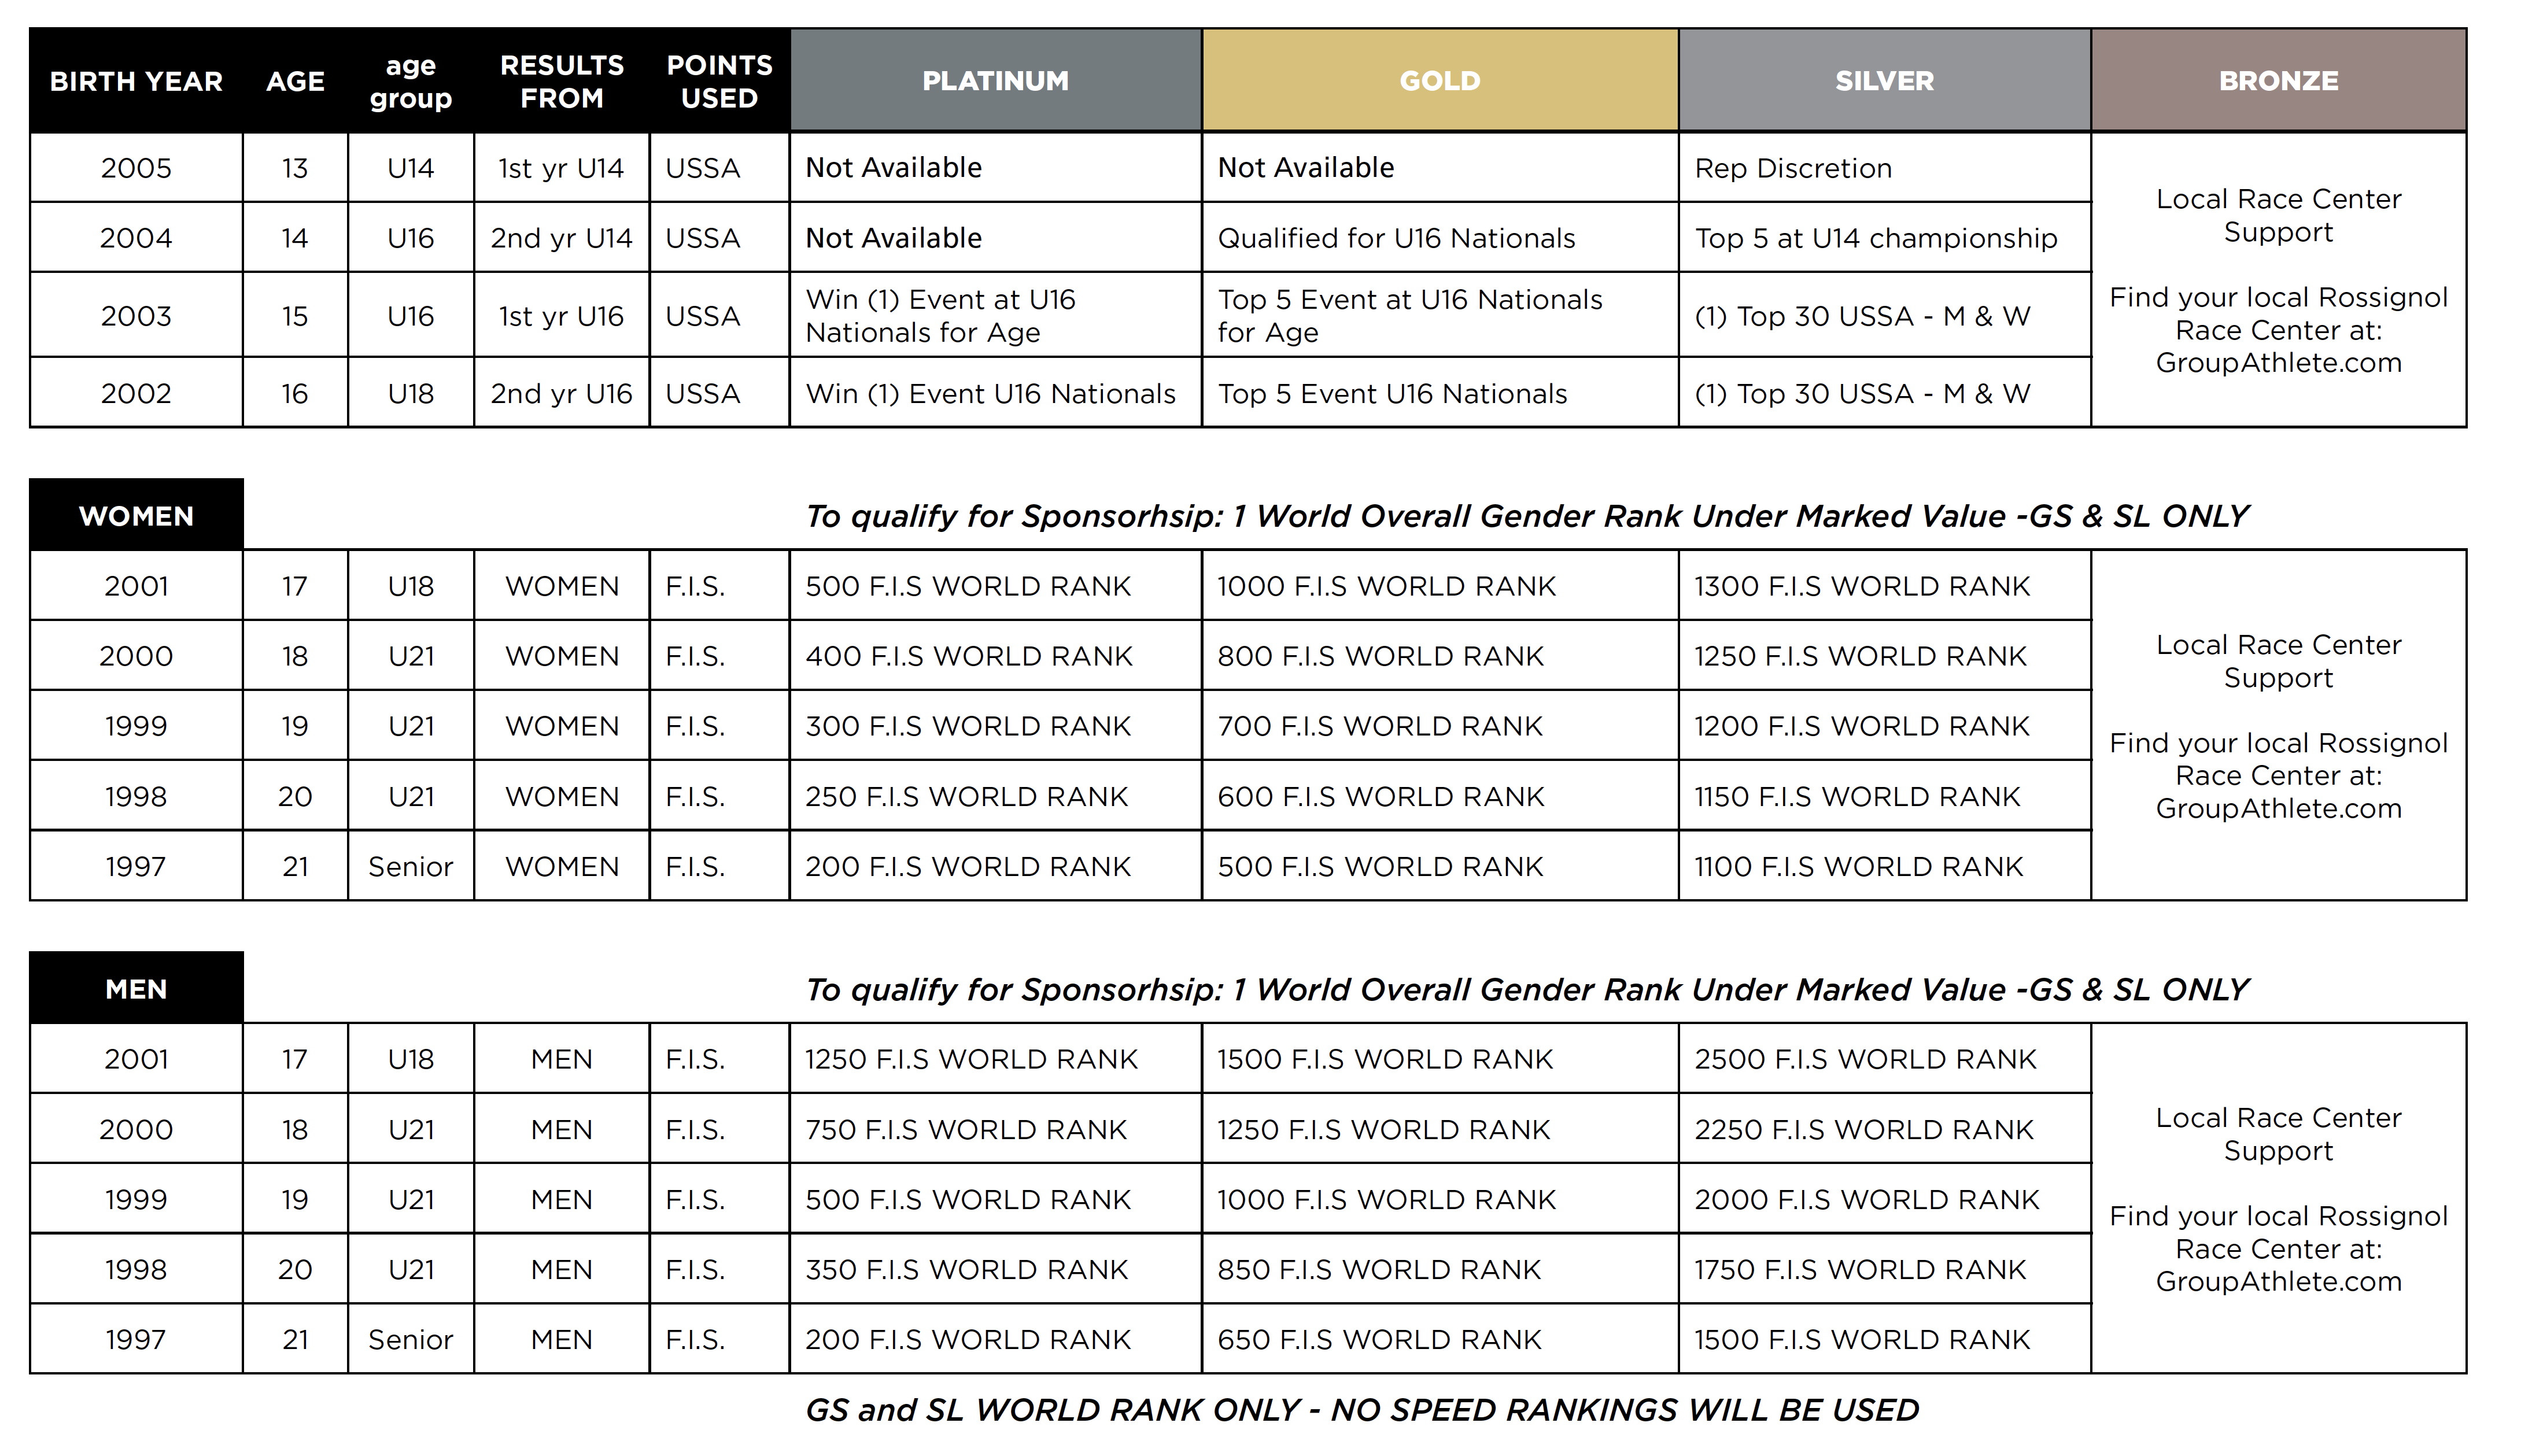 BIRTH YEAR AGE age group RESULTS FROM POINTS USED PLATINUM GOLD SILVER BRONZE
2005 13 U14 1st yr U14 USSA Not Available Not Available Rep Discretion
2004 14 U16 2nd yr U14 USSA Not Available Qualified for U16 Nationals Top 5 at U14 championship
2003 15 U16 1st yr U16 USSA Win (1) Event at U16 Nationals for Age Top 5 Event at U16 Nationals for Age (1) Top 30 USSA - M & W
2002 16 U18 2nd yr U16 USSA Win (1) Event U16 Nationals Top 5 Event U16 Nationals (1) Top 30 USSA - M & W
Local Race Center
Support
Find your local Rossignol
Race Center at:
GroupAthlete.com
WOMEN To qualify for Sponsorhsip: 1 World Overall Gender Rank Under Marked Value -GS & SL ONLY
2001 17 U18 WOMEN F.I.S. 500 F.I.S WORLD RANK 1000 F.I.S WORLD RANK 1300 F.I.S WORLD RANK
2000 18 U21 WOMEN F.I.S. 400 F.I.S WORLD RANK 800 F.I.S WORLD RANK 1250 F.I.S WORLD RANK
1999 19 U21 WOMEN F.I.S. 300 F.I.S WORLD RANK 700 F.I.S WORLD RANK 1200 F.I.S WORLD RANK
1998 20 U21 WOMEN F.I.S. 250 F.I.S WORLD RANK 600 F.I.S WORLD RANK 1150 F.I.S WORLD RANK
1997 21 Senior WOMEN F.I.S. 200 F.I.S WORLD RANK 500 F.I.S WORLD RANK 1100 F.I.S WORLD RANK
Local Race Center
Support
Find your local Rossignol
Race Center at:
GroupAthlete.com
MEN To qualify for Sponsorhsip: 1 World Overall Gender Rank Under Marked Value -GS & SL ONLY
2001 17 U18 MEN F.I.S. 1250 F.I.S WORLD RANK 1500 F.I.S WORLD RANK 2500 F.I.S WORLD RANK
2000 18 U21 MEN F.I.S. 750 F.I.S WORLD RANK 1250 F.I.S WORLD RANK 2250 F.I.S WORLD RANK
1999 19 U21 MEN F.I.S. 500 F.I.S WORLD RANK 1000 F.I.S WORLD RANK 2000 F.I.S WORLD RANK
1998 20 U21 MEN F.I.S. 350 F.I.S WORLD RANK 850 F.I.S WORLD RANK 1750 F.I.S WORLD RANK
1997 21 Senior MEN F.I.S. 200 F.I.S WORLD RANK 650 F.I.S WORLD RANK 1500 F.I.S WORLD RANK
Local Race Center
Support
Find your local Rossignol
Race Center at:
GroupAthlete.com
GS and SL WORLD RANK ONLY - NO SPEED RANKINGS WILL BE USED